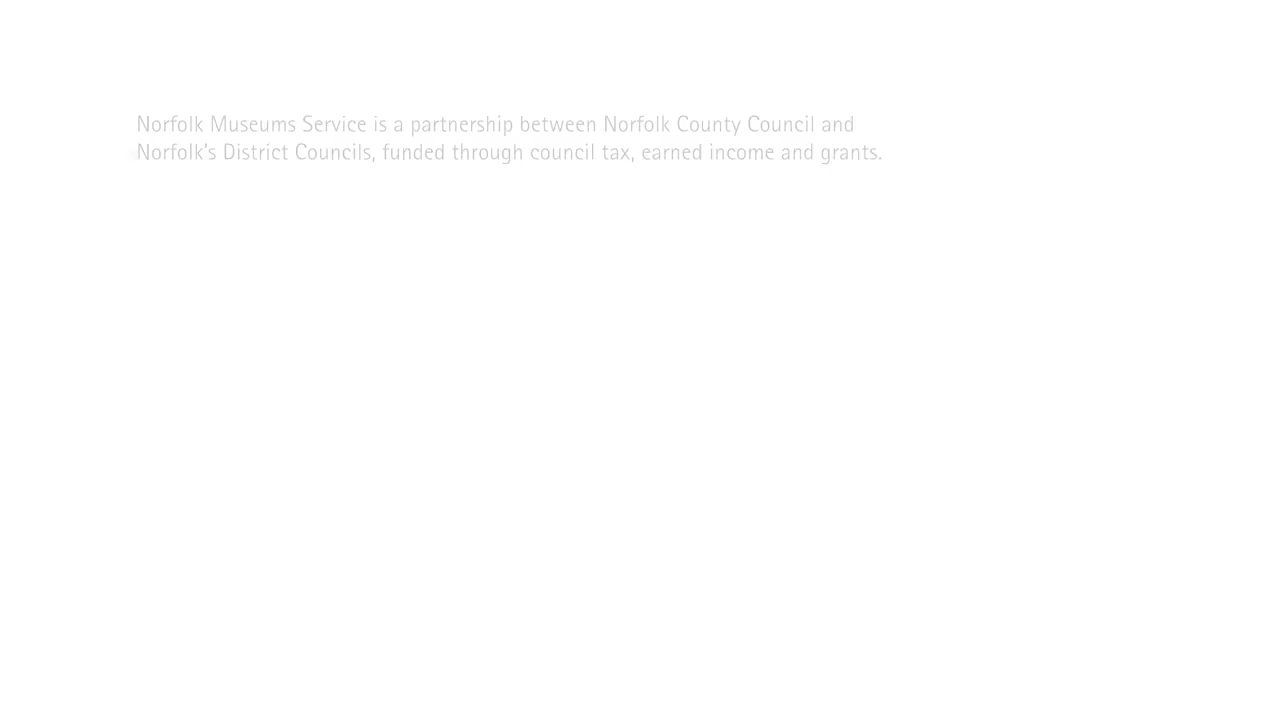 Norfolk Museums Service is a partnership between Norfolk County Council and
Norfolk's District Councils, funded through council tax, earned income and grants.